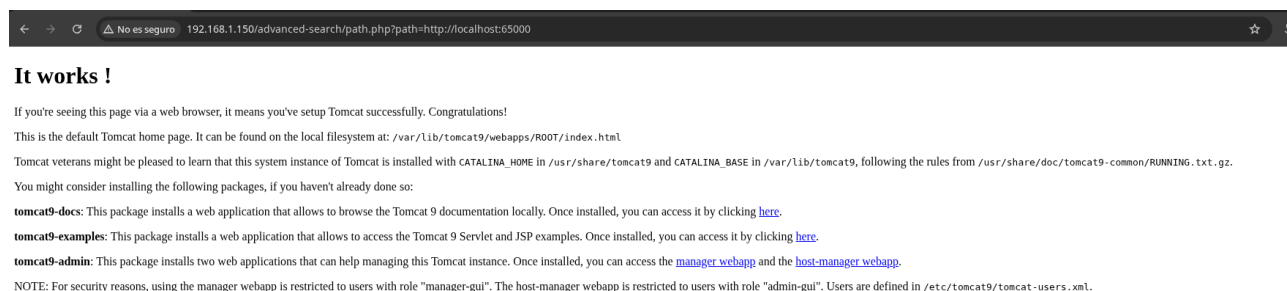 No es seguro 192.168.1.150/advanced-search/path.php?path=http://localhost:65000
It works !
If you're seeing this page via a web browser, it means you've setup Tomcat successfully. Congratulations!
This is the default Tomcat home page. It can be found on the local filesystem at: /var/lib/tomcat9/webapps/ROOT/index.html
Tomcat veterans might be pleased to learn that this system instance of Tomcat is installed with CATALINA_HOME in /usr/share/tomcat9 and CATALINA_BASE in /var/lib/tomcat9, following the rules from /usr/share/doc/tomcat9-common/RUNNING.txt.gz.
You might consider installing the following packages, if you haven't already done so:
tomcat9-docs: This package installs a web application that allows to browse the Tomcat 9 documentation locally. Once installed, you can access it by clicking here.
tomcat9-examples: This package installs a web application that allows to access the Tomcat 9 Servlet and JSP examples. Once installed, you can access it by clicking here.
tomcat9-admin: This package installs two web applications that can help managing this Tomcat instance. Once installed, you can access the manager webapp and the host-manager webapp.
NOTE: For security reasons, using the manager webapp is restricted to users with role "manager-gui". The host-manager webapp is restricted to users with role "admin-gui". Users are defined in /etc/tomcat9/tomcat-users.xml.